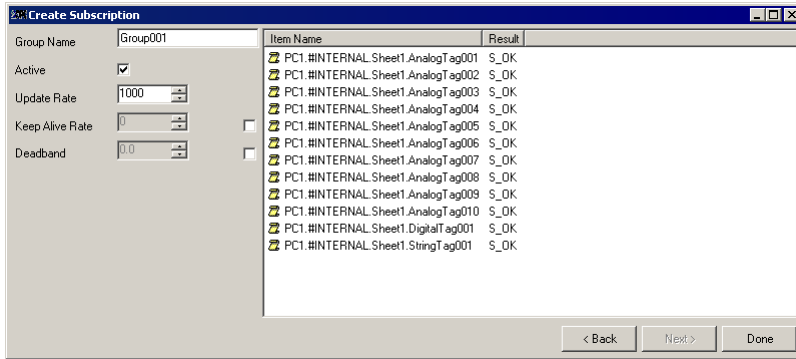 Create Subscription
Group Name Group001
Active
Update Rate 1000
Keep Alive Rate 0
Deadband 0.0
Item Name Result
PC1.#INTERNAL.Sheet1.AnalogTag001 S_OK
PC1.#INTERNAL.Sheet1.AnalogTag002 S_OK
PC1.#INTERNAL.Sheet1.AnalogTag003 S_OK
PC1.#INTERNAL.Sheet1.AnalogTag004 S_OK
PC1.#INTERNAL.Sheet1.AnalogTag005 S_OK
PC1.#INTERNAL.Sheet1.AnalogTag006 S_OK
PC1.#INTERNAL.Sheet1.AnalogTag007 S_OK
PC1.#INTERNAL.Sheet1.AnalogTag008 S_OK
PC1.#INTERNAL.Sheet1.AnalogTag009 S_OK
PC1.#INTERNAL.Sheet1.AnalogTag010 S_OK
PC1.#INTERNAL.Sheet1.DigitalTag001 S_OK
PC1.#INTERNAL.Sheet1.StringTag001 S_OK
< Back Next > Done